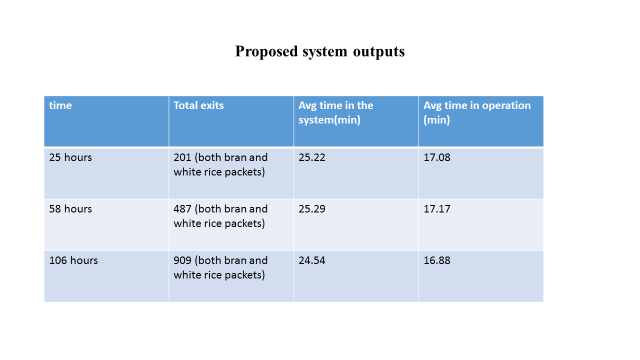 Proposed system outputs
time
Total exits
Avg time in the
system(min)
Avg time in operation
(min)
25 hours
201 (both bran and
white rice packets)
25.22
17.08
58 hours
487 (both bran and
white rice packets)
25.29
17.17
106 hours
909 (both bran and
white rice packets)
24.54
16.88